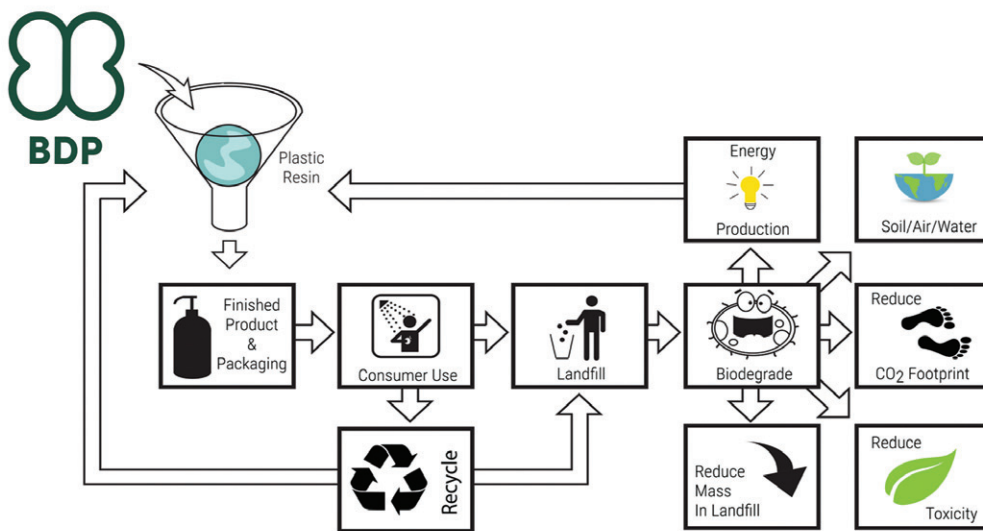 BDP
Plastic
Resin
Energy
Production
Soil/Air/Water
Finished
Product
&
Packaging
Consumer Use
Landfill
Biodegrade
Reduce
CO2 Footprint
Recycle
Reduce
Mass
In Landfill
Reduce
Toxicity